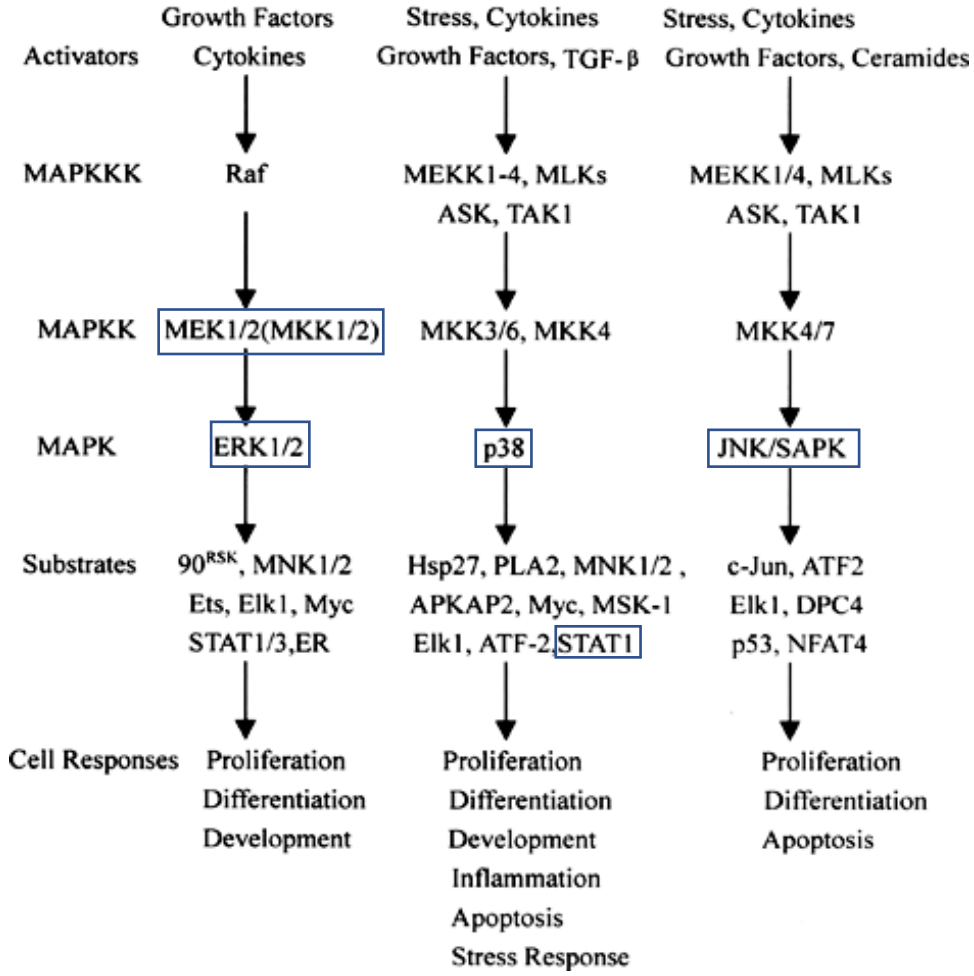 Growth Factors Stress, Cytokines Stress, Cytokines
Activators Cytokines Growth Factors, TGF-β Growth Factors, Ceramides
MAPKKK Raf MEKK1-4, MLKs MEKK1/4, MLKs
ASK, TAK1 ASK, TAK1
MAPKK MEK1/2(MKK1/2) MKK3/6, MKK4 MKK4/7
MAPK ERK1/2 p38 JNK/SAPK
Substrates 90RSK, MNK1/2 Hsp27, PLA2, MNK1/2 , c-Jun, ATF2
Ets, Elk1, Myc APKAP2, Myc, MSK-1 Elk1, DPC4
STAT1/3,ER Elk1, ATF-2,STAT1 p53, NFAT4
Cell Responses Proliferation Proliferation Proliferation
Differentiation Differentiation Differentiation
Development Development Apoptosis
Inflammation
Apoptosis
Stress Response